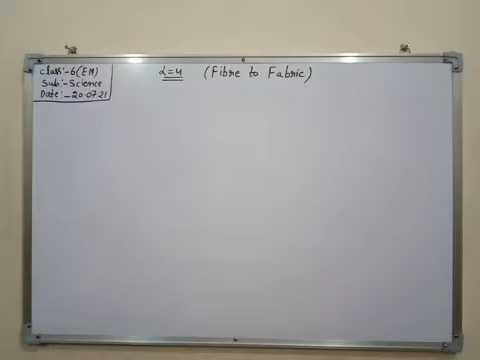 Class:-6(EM)
Sub:-Science
Date:-20.07.21
L=4 (Fibre to Fabric)